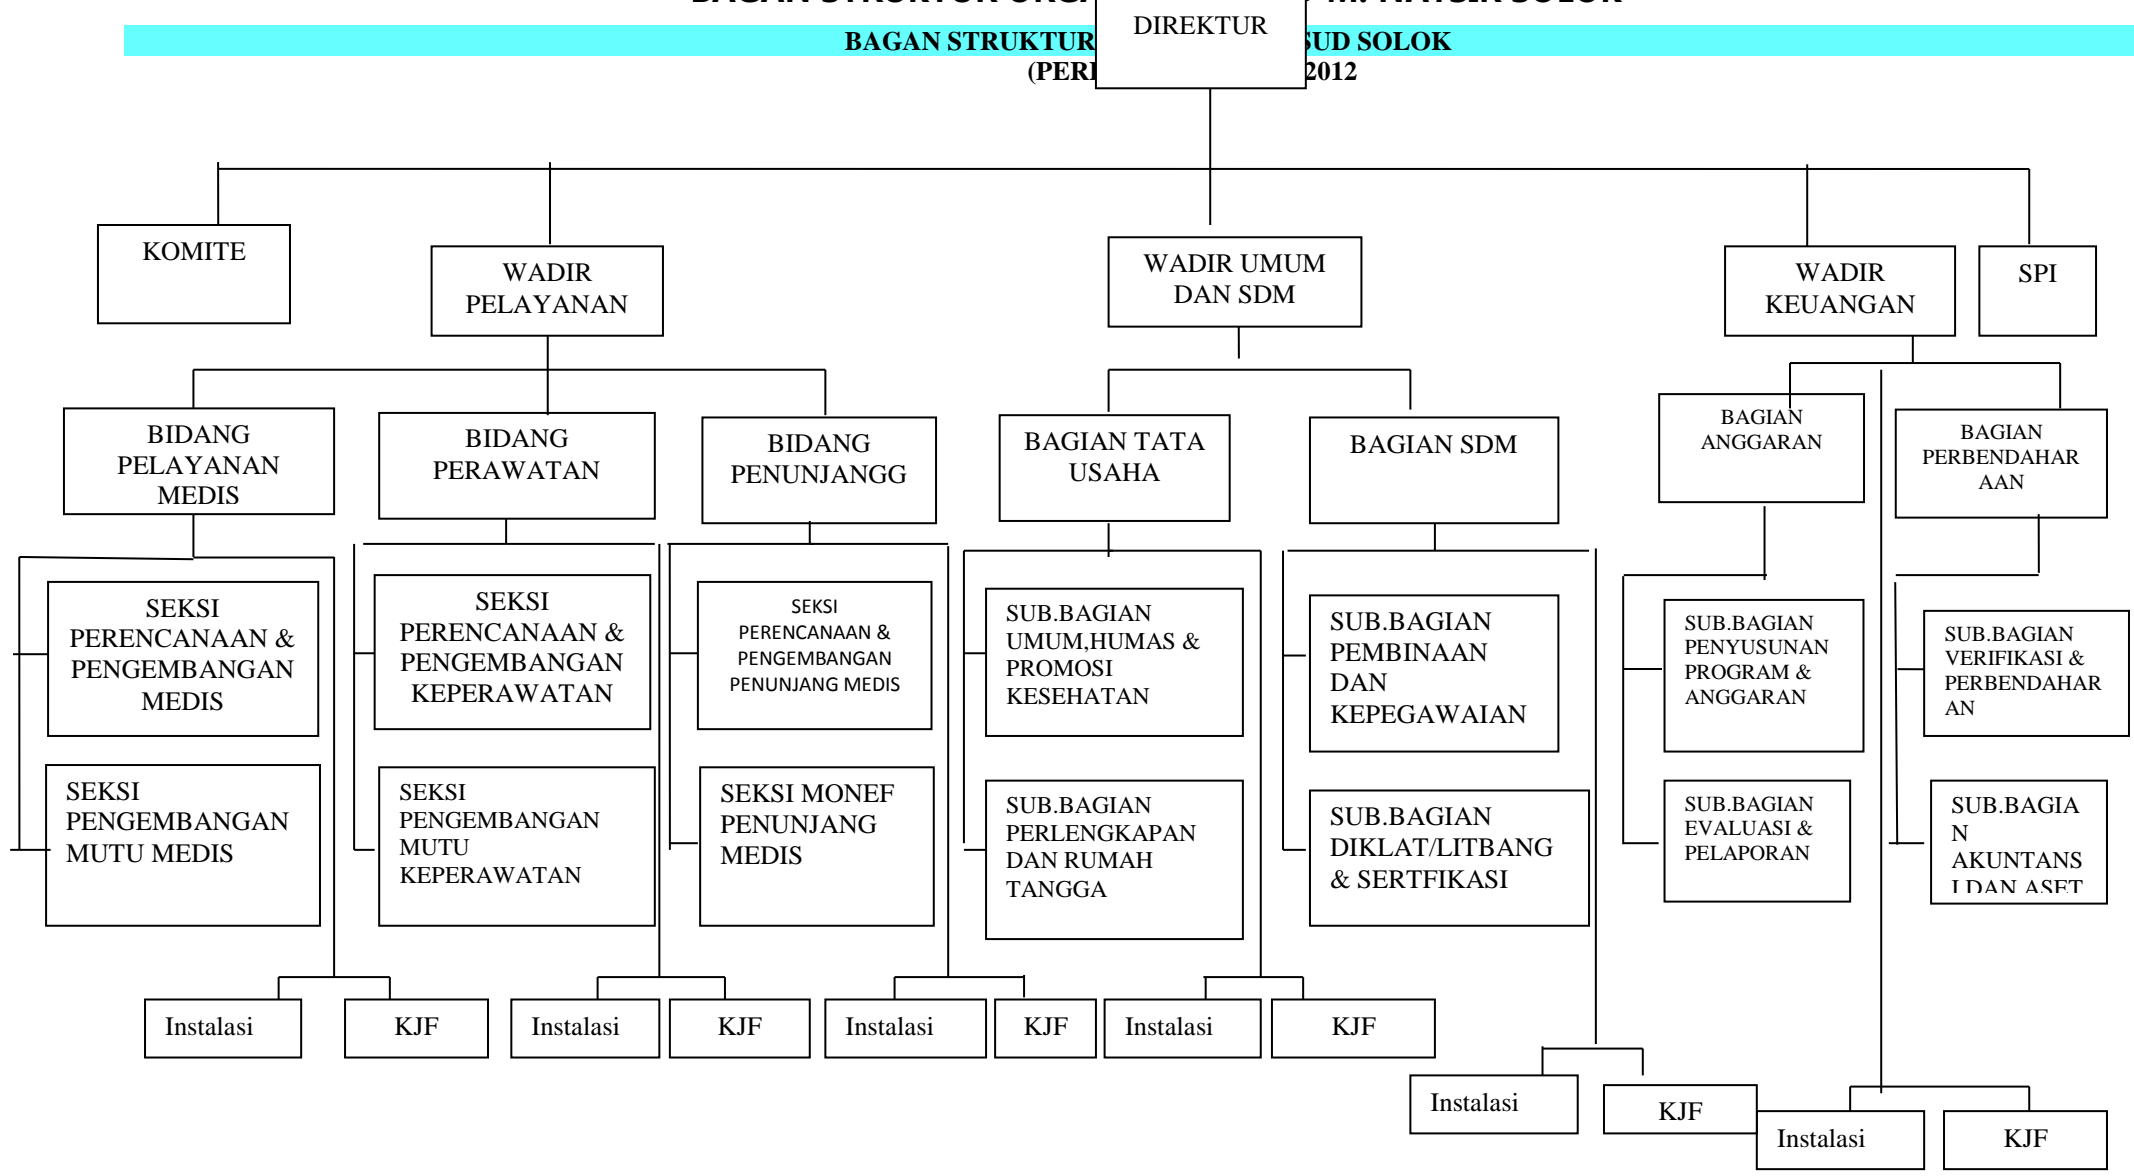 DIREKTUR
BAGAN STRUKTUR SUD SOLOK
2012
KOMITE
WADIR
PELAYANAN
WADIR UMUM
DAN SDM
WADIR
KEUANGAN
SPI
BIDANG
PELAYANAN
MEDIS
BIDANG
PERAWATAN
BIDANG
PENUNJANGG
BAGIAN TATA
USAHA
BAGIAN SDM
BAGIAN
ANGGARAN
BAGIAN
PERBENDAHAR
AAN
SEKSI
PERENCANAAN &
PENGEMBANGAN
MEDIS
SEKSI
PERENCANAAN &
PENGEMBANGAN
KEPERAWATAN
SEKSI
PERENCANAAN &
PENGEMBANGAN
PENUNJANG MEDIS
SUB.BAGIAN
UMUM,HUMAS &
PROMOSI
KESEHATAN
SUB.BAGIAN
PEMBINAAN
DAN
KEPEGAWAIAN
SUB.BAGIAN
PENYUSUNAN
PROGRAM &
ANGGARAN
SUB.BAGIAN
VERIFIKASI &
PERBENDAHAR
AN
SEKSI
PENGEMBANGAN
MUTU MEDIS
SEKSI
PENGEMBANGAN
MUTU
KEPERAWATAN
SEKSI MONEF
PENUNJANG
MEDIS
SUB.BAGIAN
PERLENGKAPAN
DAN RUMAH
TANGGA
SUB.BAGIAN
DIKLAT/LITBANG
& SERTFIKASI
SUB.BAGIAN
EVALUASI &
PELAPORAN
SUB.BAGIA
N
AKUNTANS
I DAN ASET
Instalasi
KJF
Instalasi
KJF
Instalasi
KJF
Instalasi
KJF
Instalasi
KJF
Instalasi
KJF